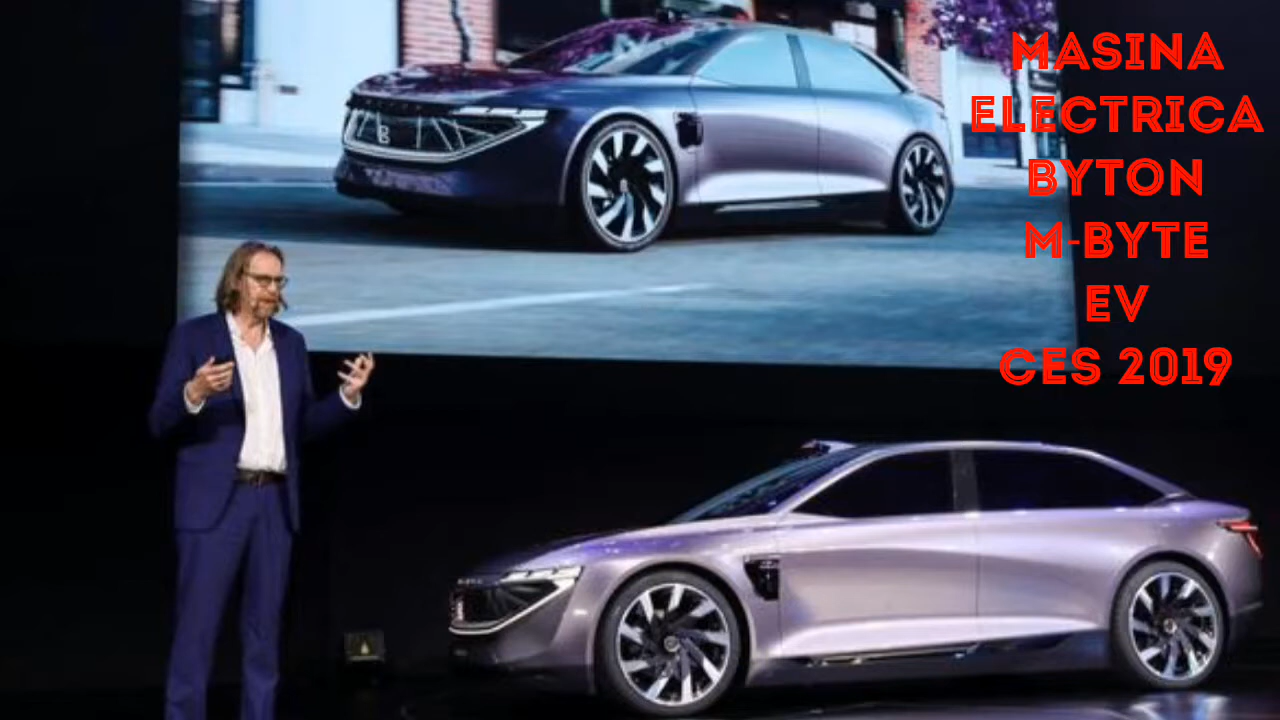 MASINA
ELECTRICA
BYTON
M-BYTE
EV
CES 2019